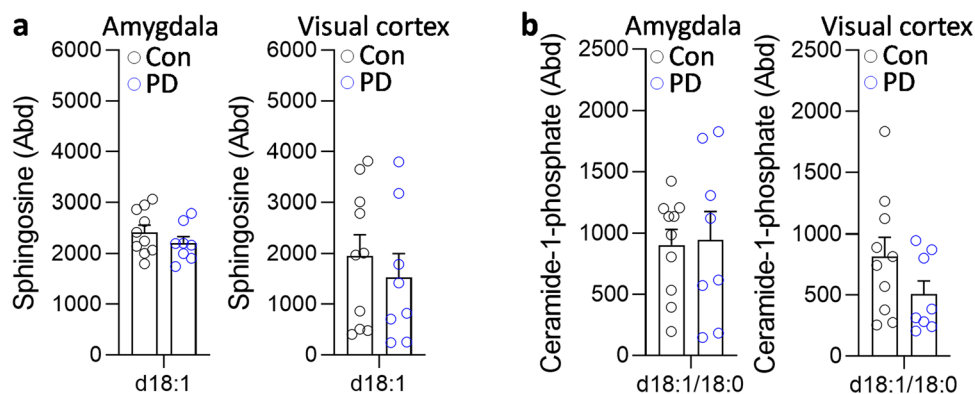 a
Amygdala
Sphingosine (Abd)
6000
5000
4000
3000
2000
1000
0
Con
PD
d18:1
Visual cortex
Sphingosine (Abd)
6000
5000
4000
3000
2000
1000
0
Con
PD
d18:1
b
Amygdala
Ceramide-1-phosphate (Abd)
2500
2000
1500
1000
500
0
Con
PD
d18:1/18:0
Visual cortex
Ceramide-1-phosphate (Abd)
2500
2000
1500
1000
500
0
Con
PD
d18:1/18:0